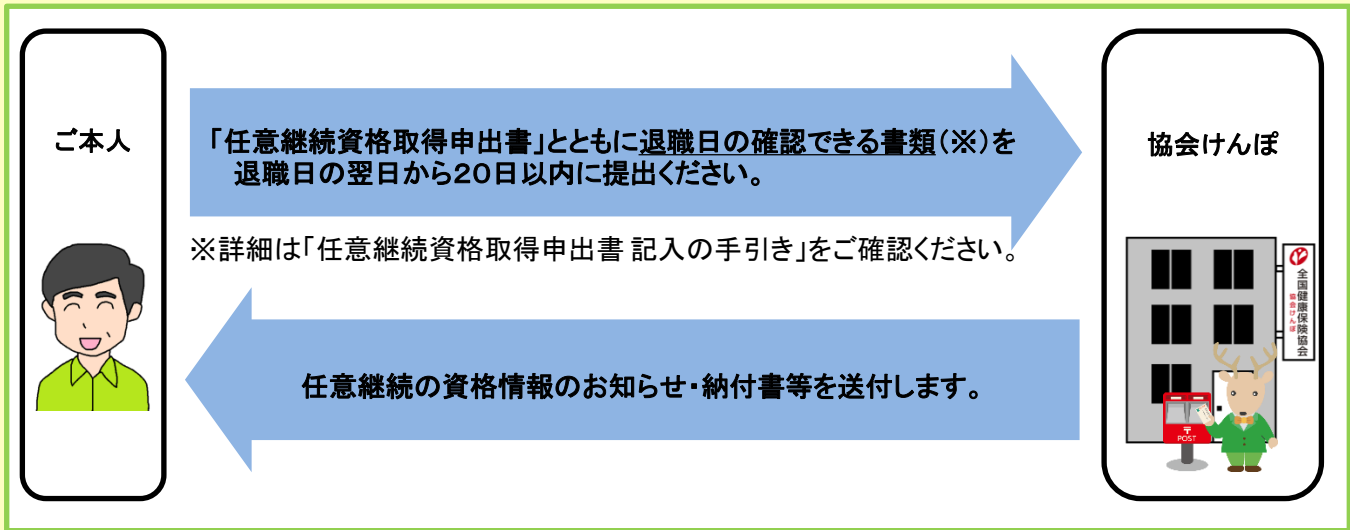 ご本人
「任意継続資格取得申出書」とともに退職日の確認できる書類(※)を
退職日の翌日から20日以内に提出ください。
※詳細は「任意継続資格取得申出書 記入の手引き」をご確認ください。
任意継続の資格情報のお知らせ・納付書等を送付します。
協会けんぽ
全国健康保険協会
協会けんぽ
〒
POST